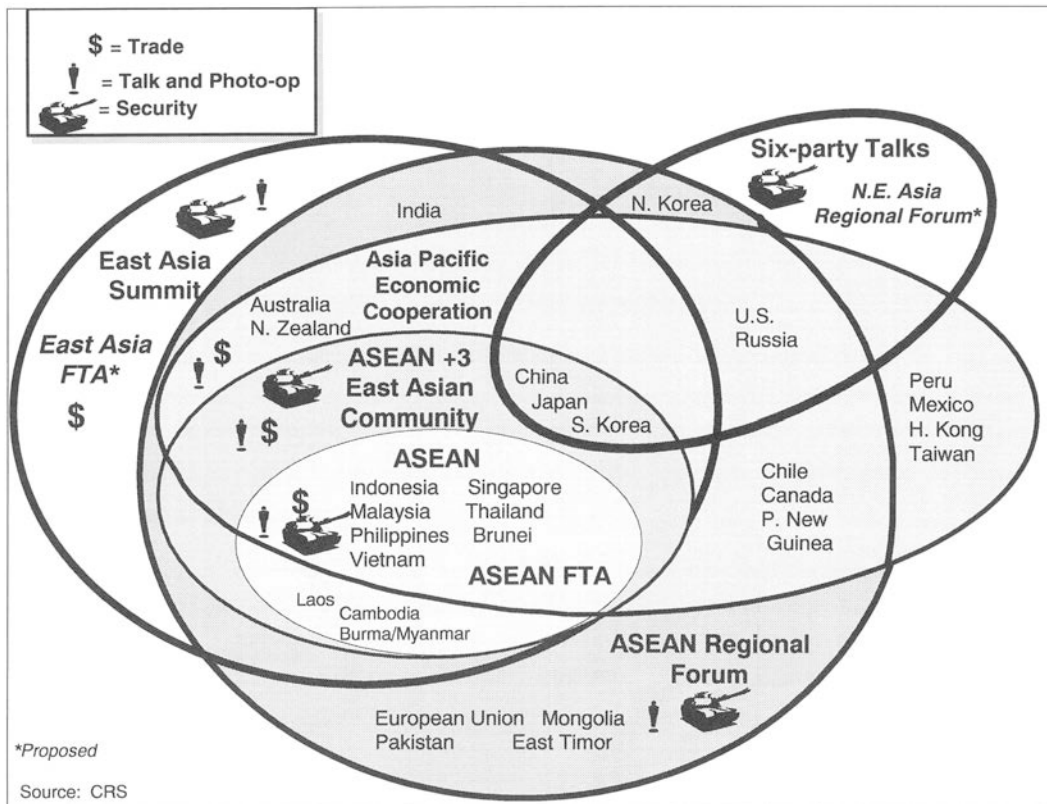 $ = Trade
= Talk and Photo-op
= Security
Six-party Talks
N.E. Asia
Regional Forum*
N. Korea
India
East Asia
Summit
Asia Pacific
Economic
Cooperation
Australia
N. Zealand
U.S.
Russia
East Asia
FTA*
$
$
ASEAN +3
East Asian
Community
$
China
Japan
S. Korea
Peru
Mexico
H. Kong
Taiwan
ASEAN
Indonesia Singapore
Malaysia Thailand
Philippines Brunei
Vietnam
$
ASEAN FTA
Chile
Canada
P. New
Guinea
Laos
Cambodia
Burma/Myanmar
ASEAN Regional
Forum
European Union Mongolia
Pakistan East Timor
*Proposed
Source: CRS